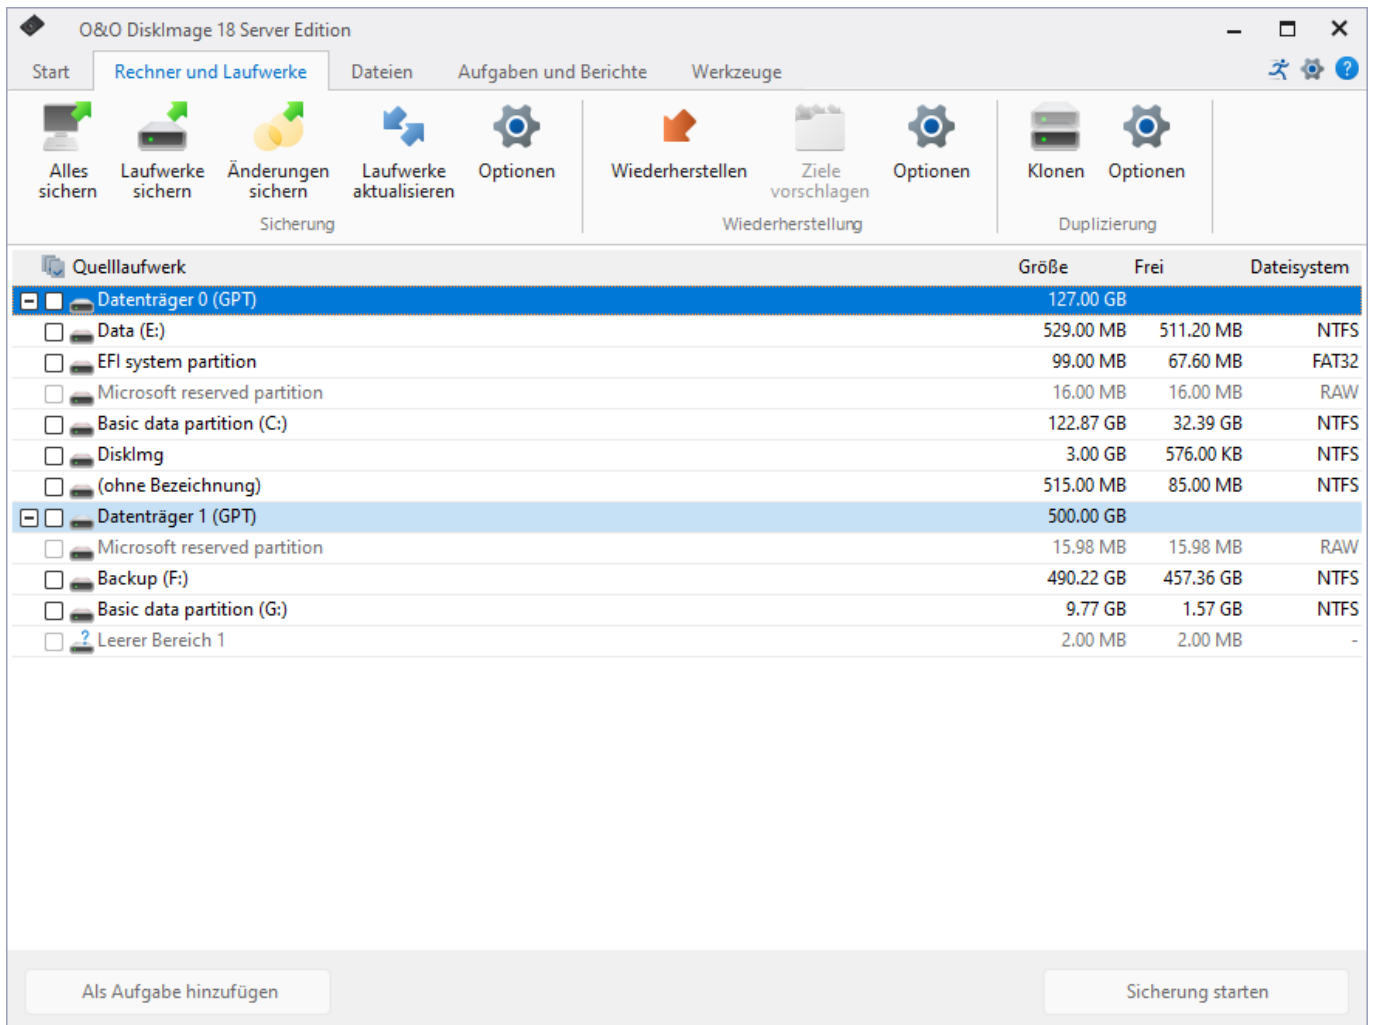 O&O DiskImage 18 Server Edition
Start Rechner und Laufwerke Dateien Aufgaben und Berichte Werkzeuge
Alles sichern
Laufwerke sichern
Änderungen sichern
Laufwerke aktualisieren
Optionen
Wiederherstellen
Ziele vorschlagen
Optionen
Klonen
Optionen
Sicherung Wiederherstellung Duplizierung
Quelllaufwerk Größe Frei Dateisystem
Datenträger 0 (GPT) 127.00 GB
Data (E:) 529.00 MB 511.20 MB NTFS
EFI system partition 99.00 MB 67.60 MB FAT32
Microsoft reserved partition 16.00 MB 16.00 MB RAW
Basic data partition (C:) 122.87 GB 32.39 GB NTFS
DiskImg 3.00 GB 576.00 KB NTFS
(ohne Bezeichnung) 515.00 MB 85.00 MB NTFS
Datenträger 1 (GPT) 500.00 GB
Microsoft reserved partition 15.98 MB 15.98 MB RAW
Backup (F:) 490.22 GB 457.36 GB NTFS
Basic data partition (G:) 9.77 GB 1.57 GB NTFS
Leerer Bereich 1 2.00 MB 2.00 MB -
Als Aufgabe hinzufügen Sicherung starten